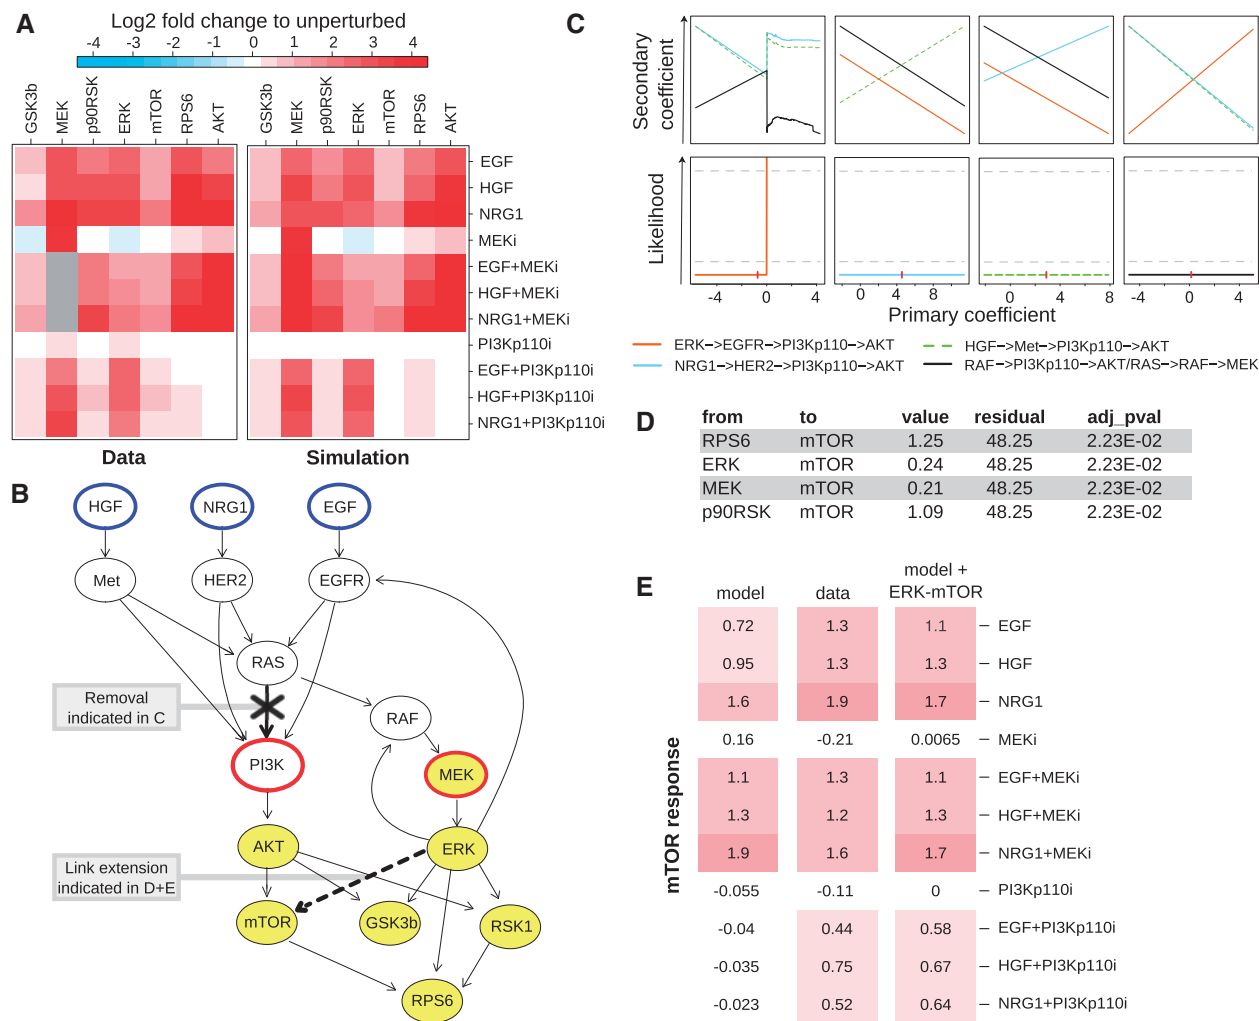 A
Log2 fold change to unperturbed
-4 -3 -2 -1 0 1 2 3 4
GSK3b MEK p90RSK ERK mTOR RPS6 AKT
GSK3b MEK p90RSK ERK mTOR RPS6 AKT
EGF
HGF
NRG1
MEKi
EGF+MEKi
HGF+MEKi
NRG1+MEKi
PI3Kp110i
EGF+PI3Kp110i
HGF+PI3Kp110i
NRG1+PI3Kp110i
Data Simulation
B
HGF NRG1 EGF
Met HER2 EGFR
RAS
Removal
indicated in C
RAF
PI3K
MEK
AKT
ERK
Link extension
indicated in D+E
mTOR GSK3b RSK1
RPS6
C
Secondary
coefficient
Likelihood
-4 0 4 0 4 8 0 4 8 -4 0 4
Primary coefficient
ERK->EGFR->PI3Kp110->AKT
NRG1->HER2->PI3Kp110->AKT
HGF->Met->PI3Kp110->AKT
RAF->PI3Kp110->AKT/RAS->RAF->MEK
D
from to value residual adj_pval
RPS6 mTOR 1.25 48.25 2.23E-02
ERK mTOR 0.24 48.25 2.23E-02
MEK mTOR 0.21 48.25 2.23E-02
p90RSK mTOR 1.09 48.25 2.23E-02
E
model data model +
ERK-mTOR
mTOR response
0.72 1.3 1.1 EGF
0.95 1.3 1.3 HGF
1.6 1.9 1.7 NRG1
0.16 -0.21 0.0065 MEKi
1.1 1.3 1.1 EGF+MEKi
1.3 1.2 1.3 HGF+MEKi
1.9 1.6 1.7 NRG1+MEKi
-0.055 -0.11 0 PI3Kp110i
-0.04 0.44 0.58 EGF+PI3Kp110i
-0.035 0.75 0.67 HGF+PI3Kp110i
-0.023 0.52 0.64 NRG1+PI3Kp110i